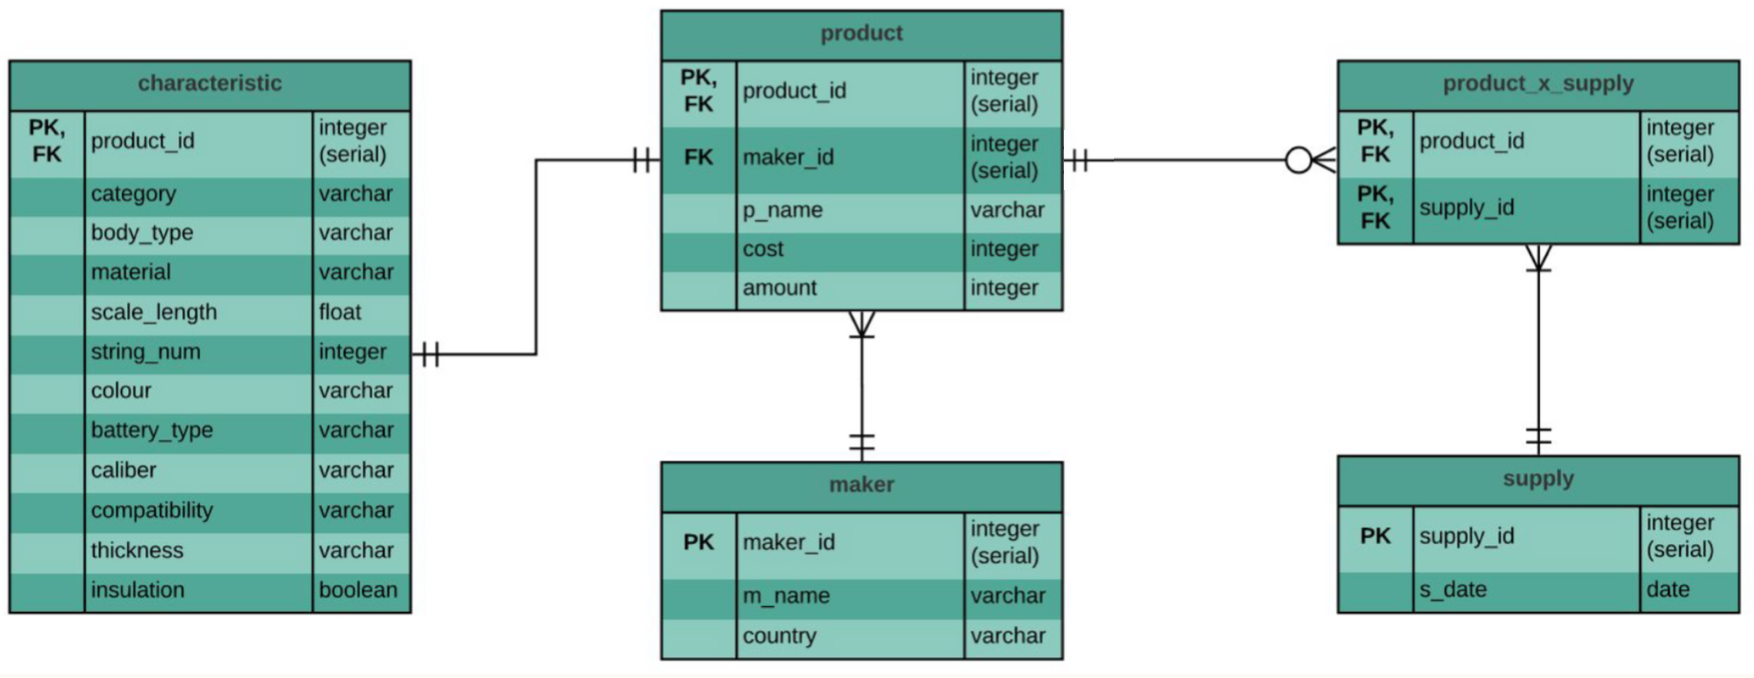 characteristic
PK, FK product_id integer (serial)
category varchar
body_type varchar
material varchar
scale_length float
string_num integer
colour varchar
battery_type varchar
caliber varchar
compatibility varchar
thickness varchar
insulation boolean
product
PK, FK product_id integer (serial)
FK maker_id integer (serial)
p_name varchar
cost integer
amount integer
maker
PK maker_id integer (serial)
m_name varchar
country varchar
product_x_supply
PK, FK product_id integer (serial)
PK, FK supply_id integer (serial)
supply
PK supply_id integer (serial)
s_date date